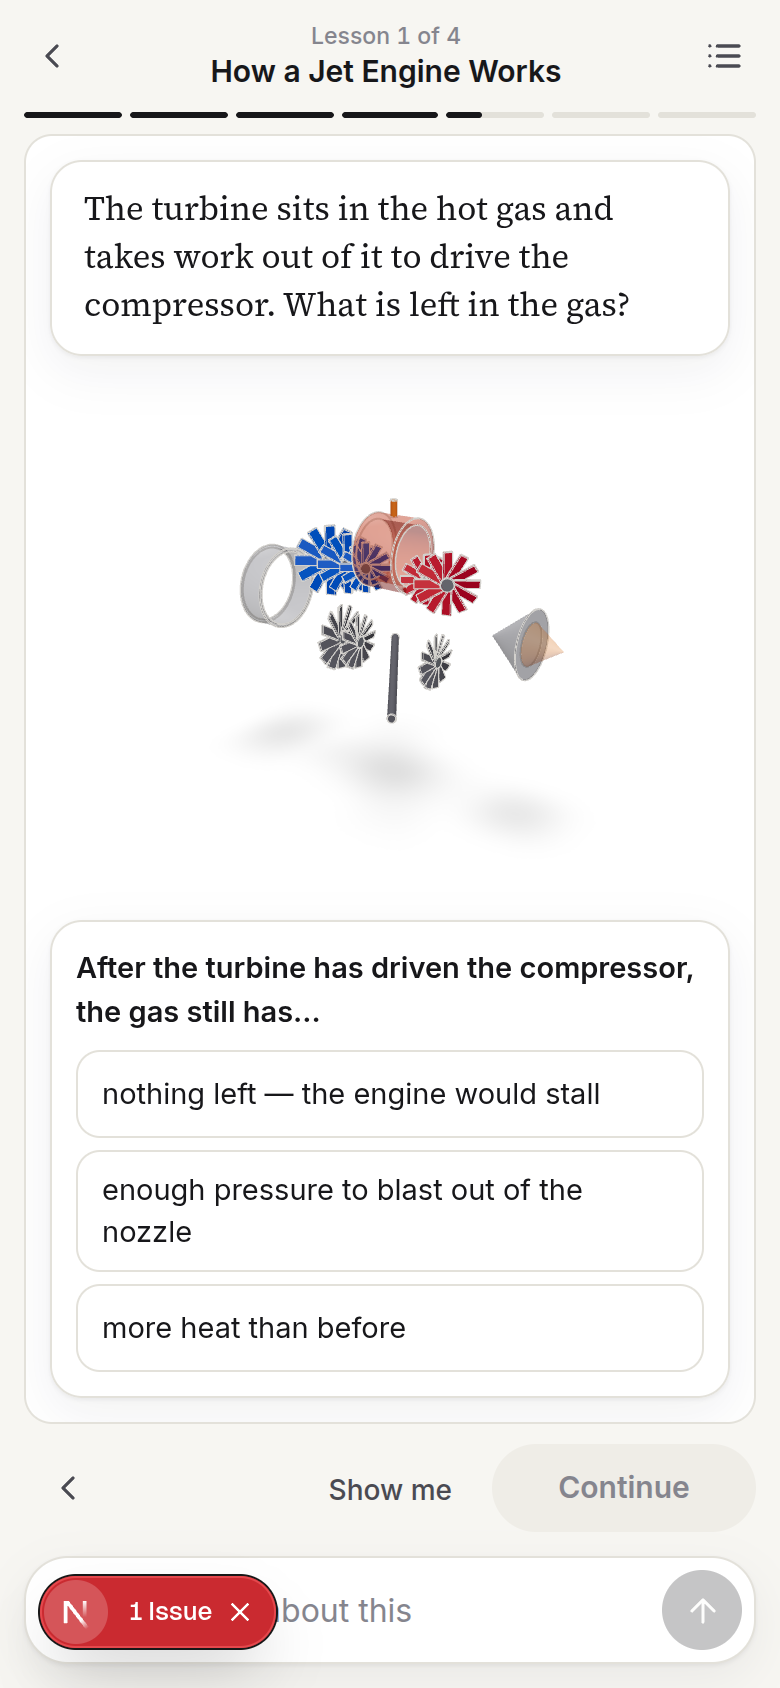 Lesson 1 of 4
How a Jet Engine Works
The turbine sits in the hot gas and
takes work out of it to drive the
compressor. What is left in the gas?
After the turbine has driven the compressor,
the gas still has...
nothing left — the engine would stall
enough pressure to blast out of the
nozzle
more heat than before
Show me
Continue
N
1 Issue
bout this